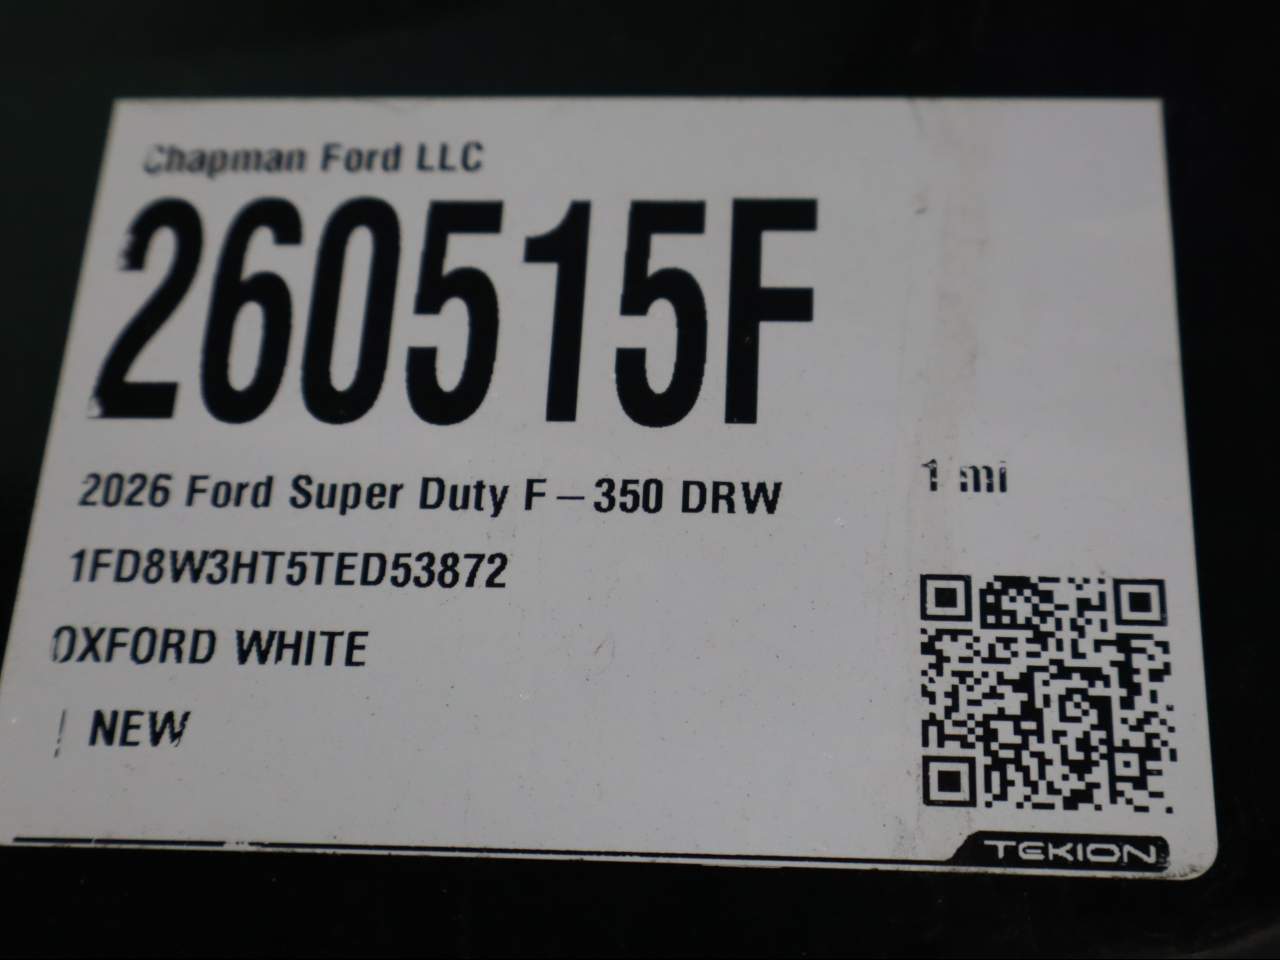 Chapman Ford LLC
260515F
2026 Ford Super Duty F-350 DRW
1 mi
1FD8W3HT5TED53872
OXFORD WHITE
| NEW
TEKION